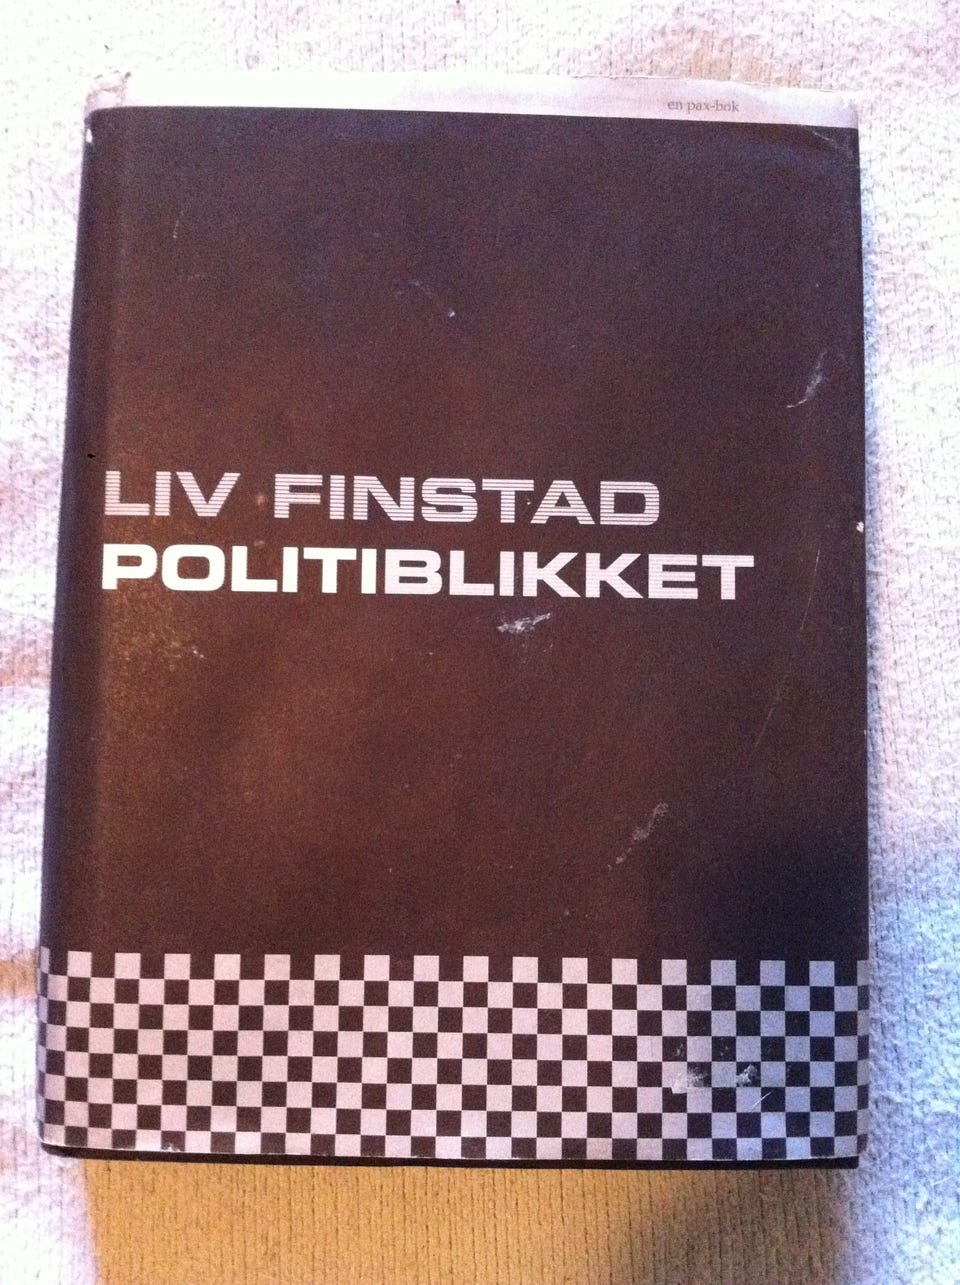 en pax-bok
LIV FINSTAD
POLITIBLIKKET